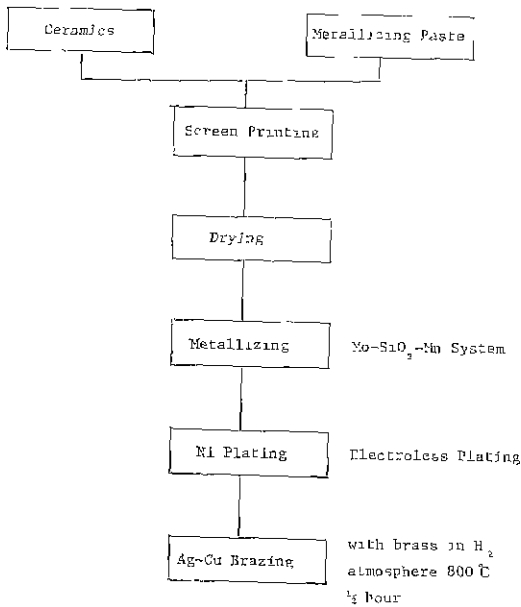 Ceramics
Metallizing Paste
Screen Printing
Drying
Metallizing
Mo-SiO₂-Mn System
Ni Plating
Electroless Plating
Ag-Cu Brazing
with brass in H₂
atmosphere 800℃
½ hour